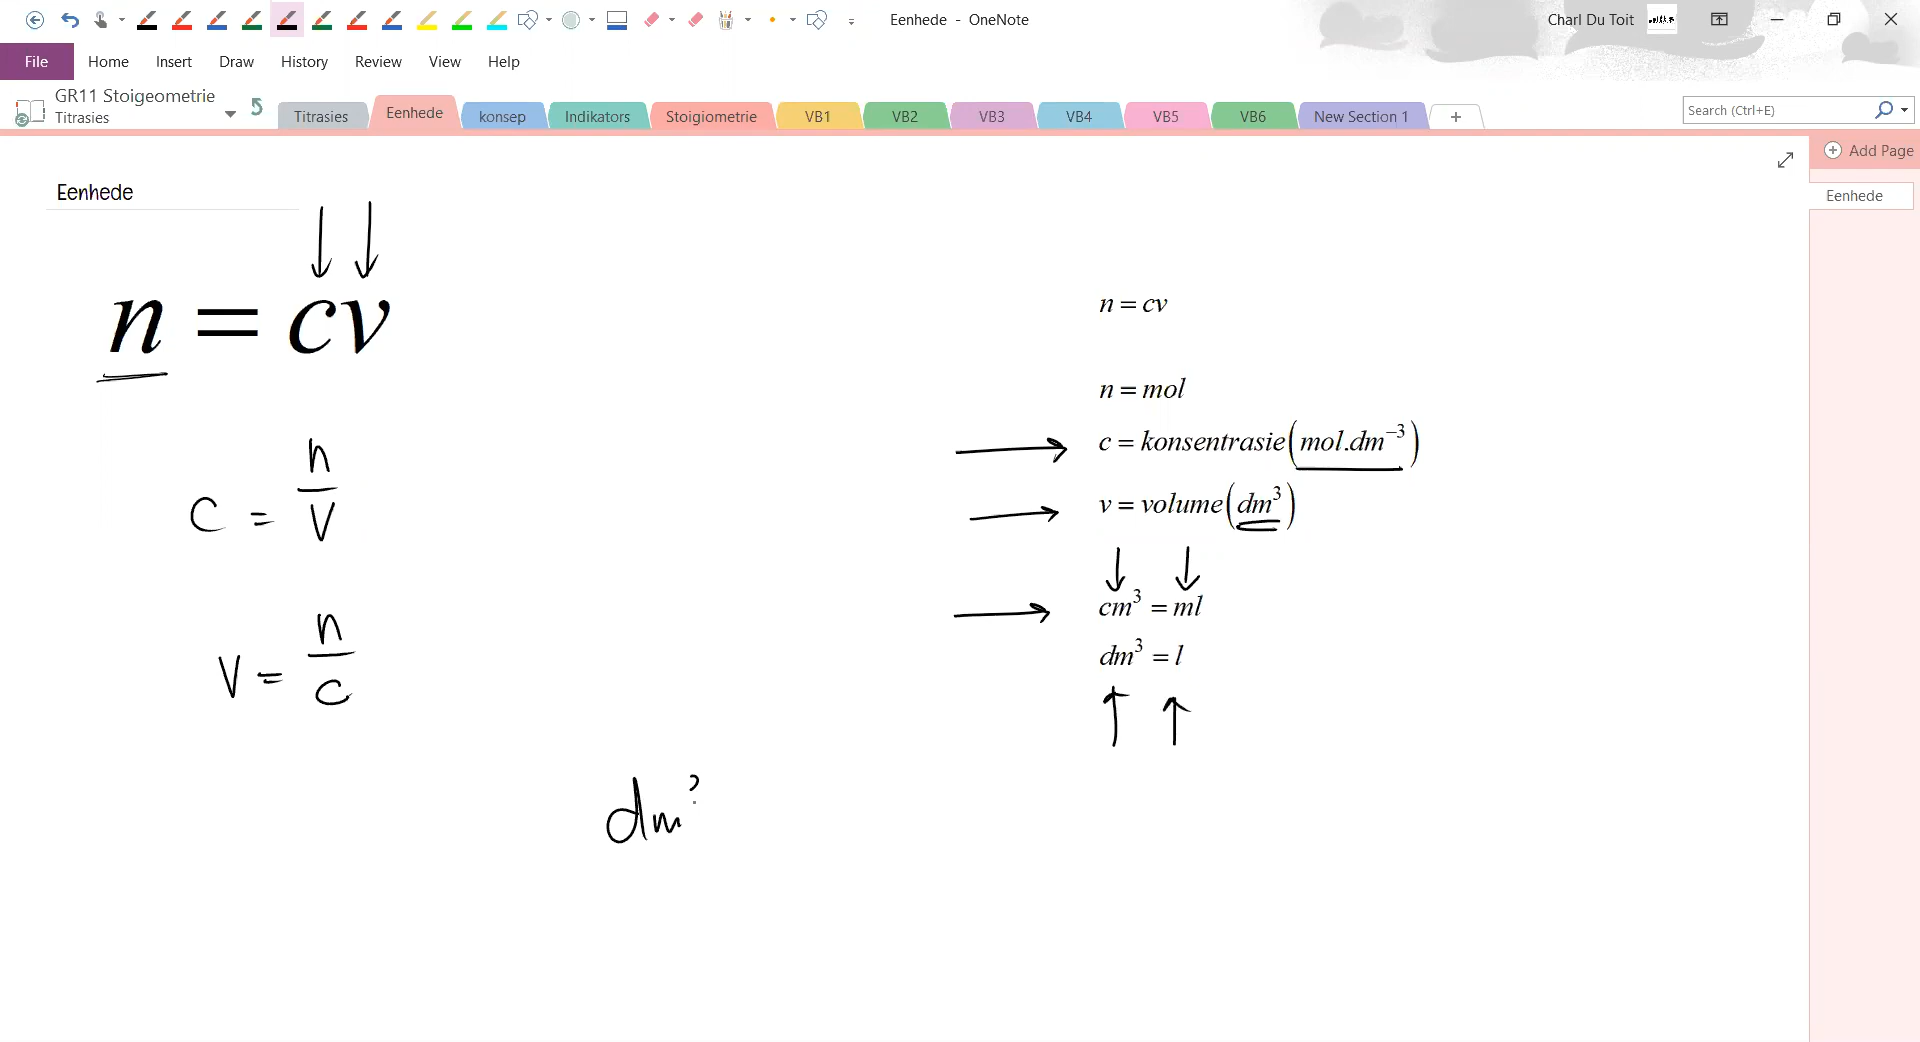 Eenhede - OneNote
Charl Du Toit
File Home Insert Draw History Review View Help
GR11 Stoigeometrie
Titrasies
Titrasies Eenhede konsep Indikators Stoigiometrie VB1 VB2 VB3 VB4 VB5 VB6 New Section 1 +
Search (Ctrl+E)
Add Page
Eenhede
Eenhede
n = cv
c = n/v
v = n/c
dm
n = cv
n = mol
c = konsentrasie(mol.dm⁻³)
v = volume(dm³)
cm³ = ml
dm³ = l